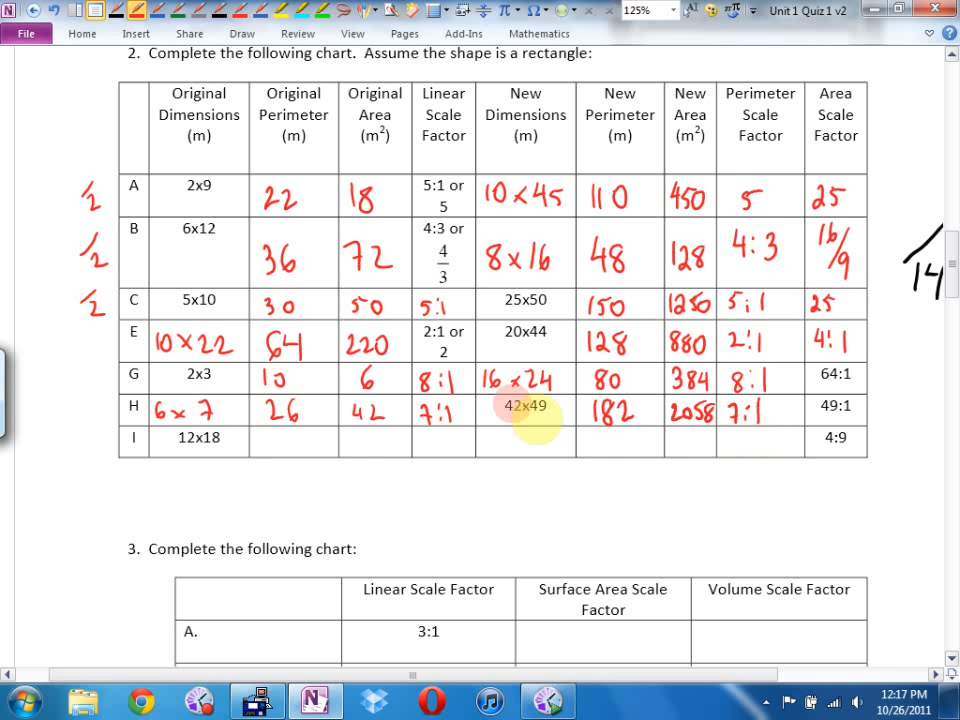 125% Unit 1 Quiz 1 v2
File Home Insert Share Draw Review View Pages Add-Ins Mathematics
2. Complete the following chart. Assume the shape is a rectangle:
Original Dimensions (m) Original Perimeter (m) Original Area (m²) Linear Scale Factor New Dimensions (m) New Perimeter (m) New Area (m²) Perimeter Scale Factor Area Scale Factor
/2 A 2x9 22 18 5:1 or 5 10 x 45 110 450 5 25
/2 B 6x12 36 72 4:3 or 4/3 8 x 16 48 128 4:3 16/9
/14
/2 C 5x10 30 50 5:1 25x50 150 1250 5:1 25
E 10 x 22 64 220 2:1 or 2 20x44 128 880 2:1 4:1
G 2x3 10 6 8:1 16 x 24 80 384 8:1 64:1
H 6 x 7 26 42 7:1 42x49 182 2058 7:1 49:1
I 12x18 4:9
3. Complete the following chart:
Linear Scale Factor Surface Area Scale Factor Volume Scale Factor
A. 3:1
12:17 PM
10/26/2011